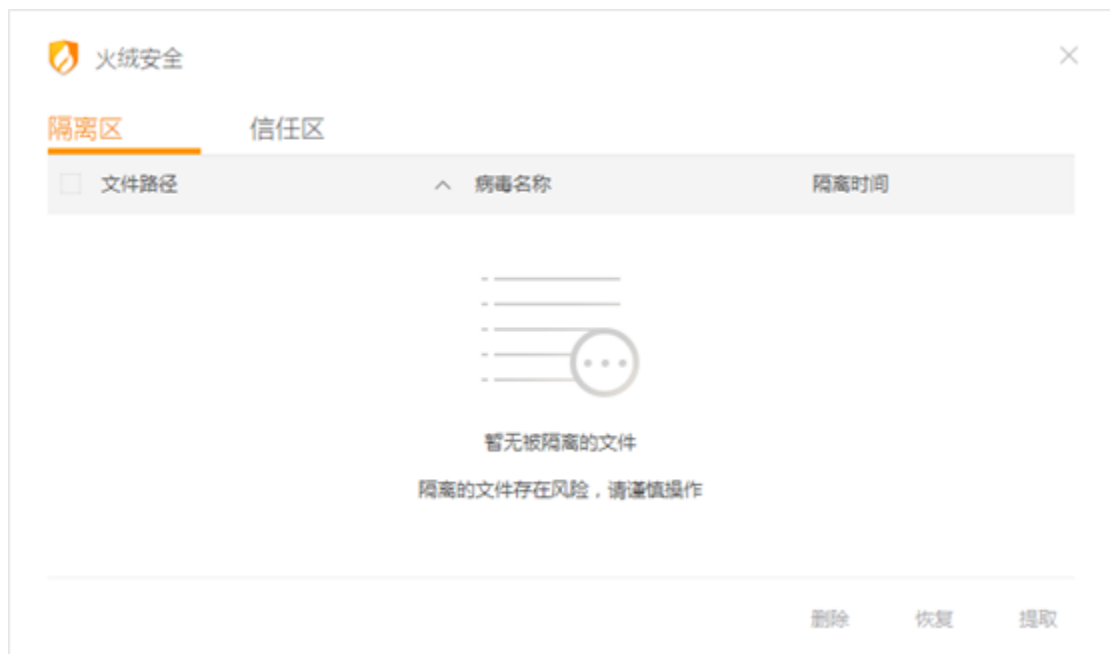 火绒安全
隔离区 信任区
文件路径 病毒名称 隔离时间
暂无被隔离的文件
隔离的文件存在风险，请谨慎操作
删除 恢复 提取